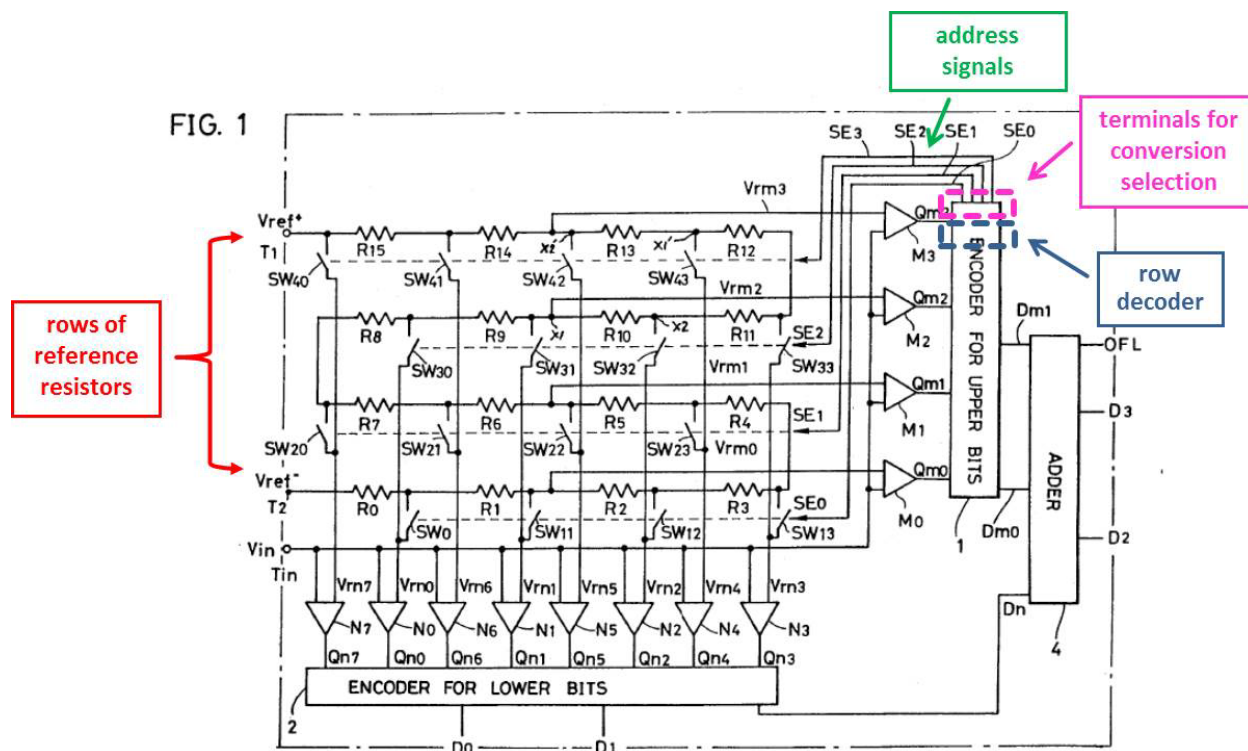 address
signals
FIG. 1
terminals for
conversion
selection
SE3
SE2
SE1
SE0
Vrm3
Qm3
Vref+
T1
R15
R14
X2'
R13
X1'
R12
M3
SW40
SW41
SW42
SW43
row
decoder
Vrm2
Qm2
rows of
reference
resistors
R8
R9
X1
R10
X2
R11
M2
Dm1
FL
SW30
SW31
SW32
SE2
SW33
Vrm1
Qm1
R7
R6
R5
R4
SE1
M1
D3
SW20
SW21
SW22
SW23
Vrm0
Qm0
Vref-
T2
R0
R1
R2
R3
SE0
M0
ENCODER FOR UPPER BITS
ADDER
SW0
SW11
SW12
SW13
1
Dm0
D2
Vin
Tin
Vrn7
Vrn0
Vrn6
Vrn1
Vrn5
Vrn2
Vrn4
Vrn3
N7
N0
N6
N1
N5
N2
N4
N3
Dn
4
Qn7
Qn0
Qn6
Qn1
Qn5
Qn2
Qn4
Qn3
ENCODER FOR LOWER BITS
2
D0
D1